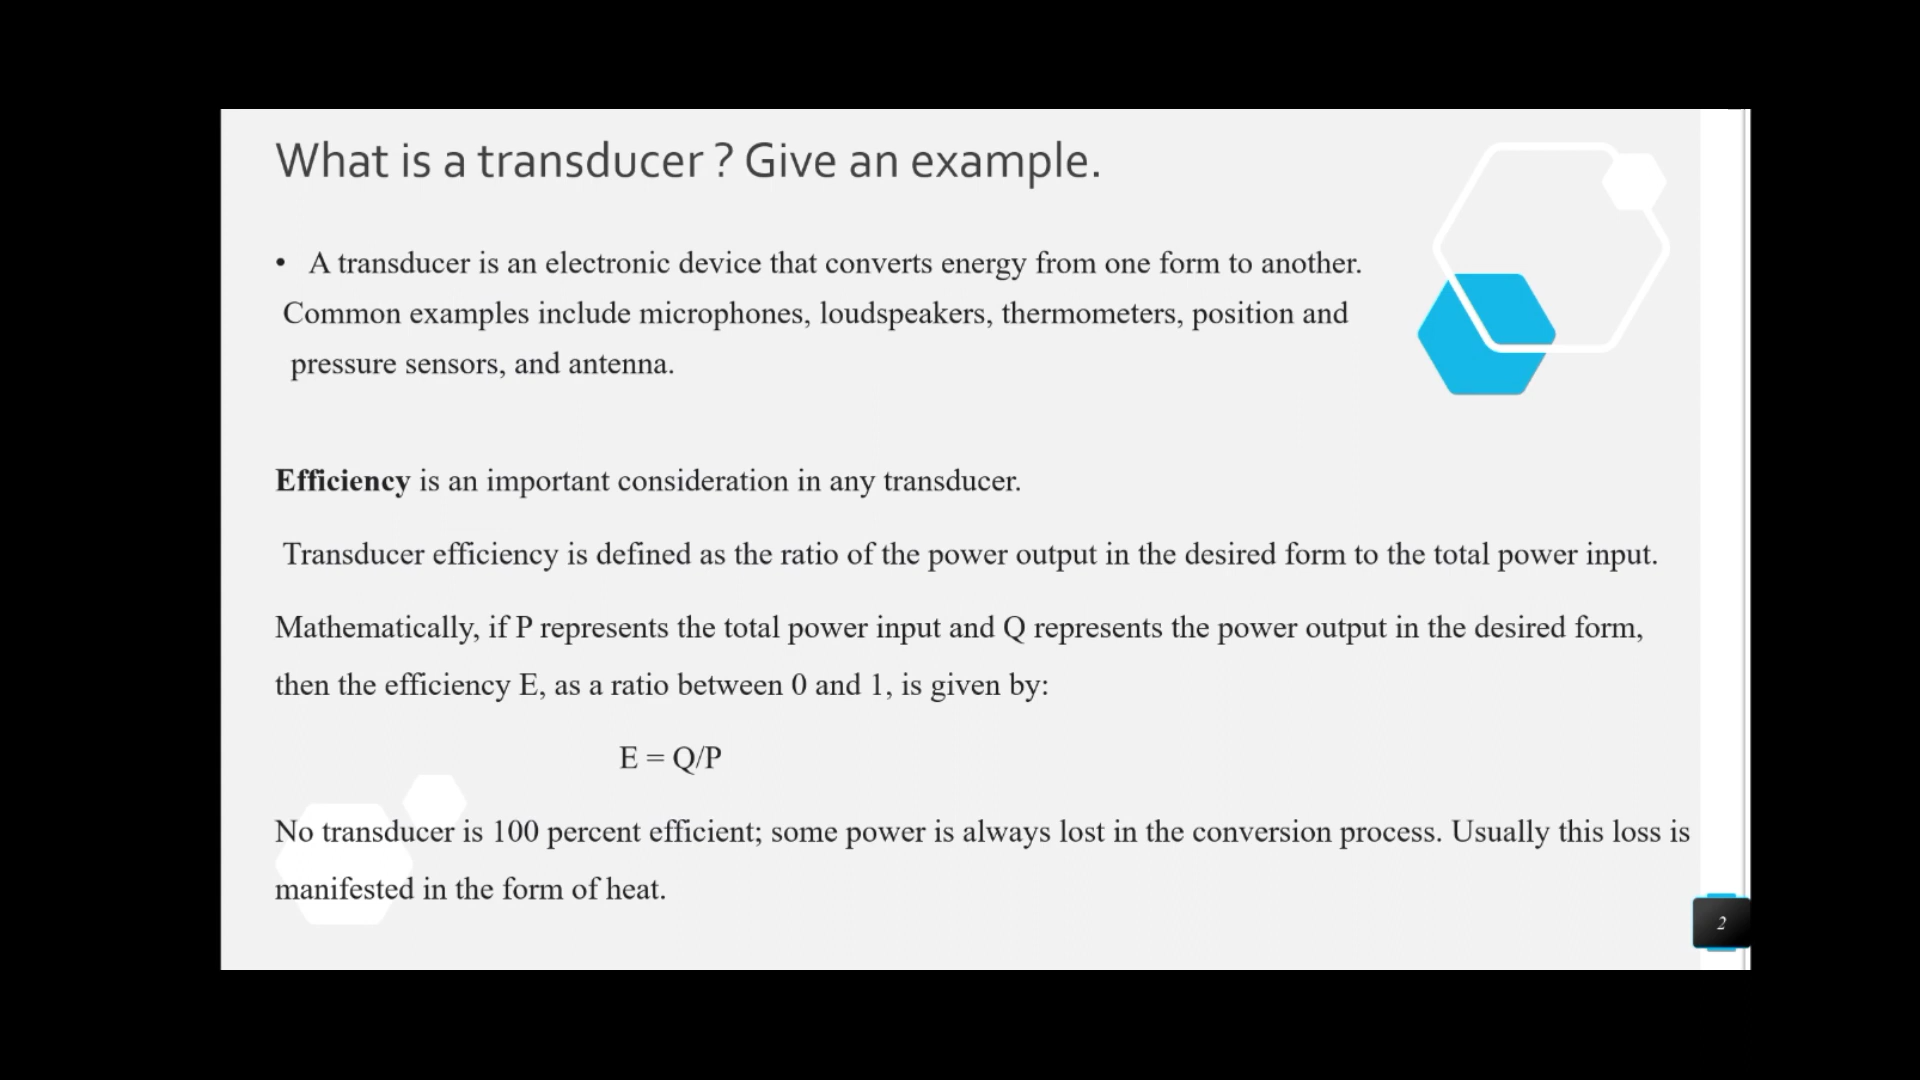 What is a transducer ? Give an example.
• A transducer is an electronic device that converts energy from one form to another.
Common examples include microphones, loudspeakers, thermometers, position and
pressure sensors, and antenna.
Efficiency is an important consideration in any transducer.
Transducer efficiency is defined as the ratio of the power output in the desired form to the total power input.
Mathematically, if P represents the total power input and Q represents the power output in the desired form,
then the efficiency E, as a ratio between 0 and 1, is given by:
E = Q/P
No transducer is 100 percent efficient; some power is always lost in the conversion process. Usually this loss is
manifested in the form of heat.
2